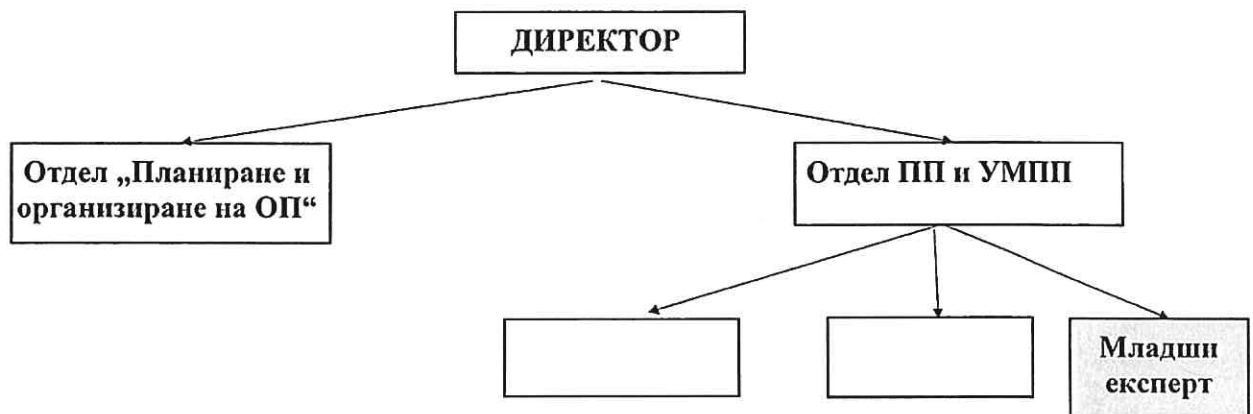 ДИРЕКТОР
Отдел „Планиране и
организиране на ОП“
Отдел ПП и УМПП
Младши
експерт